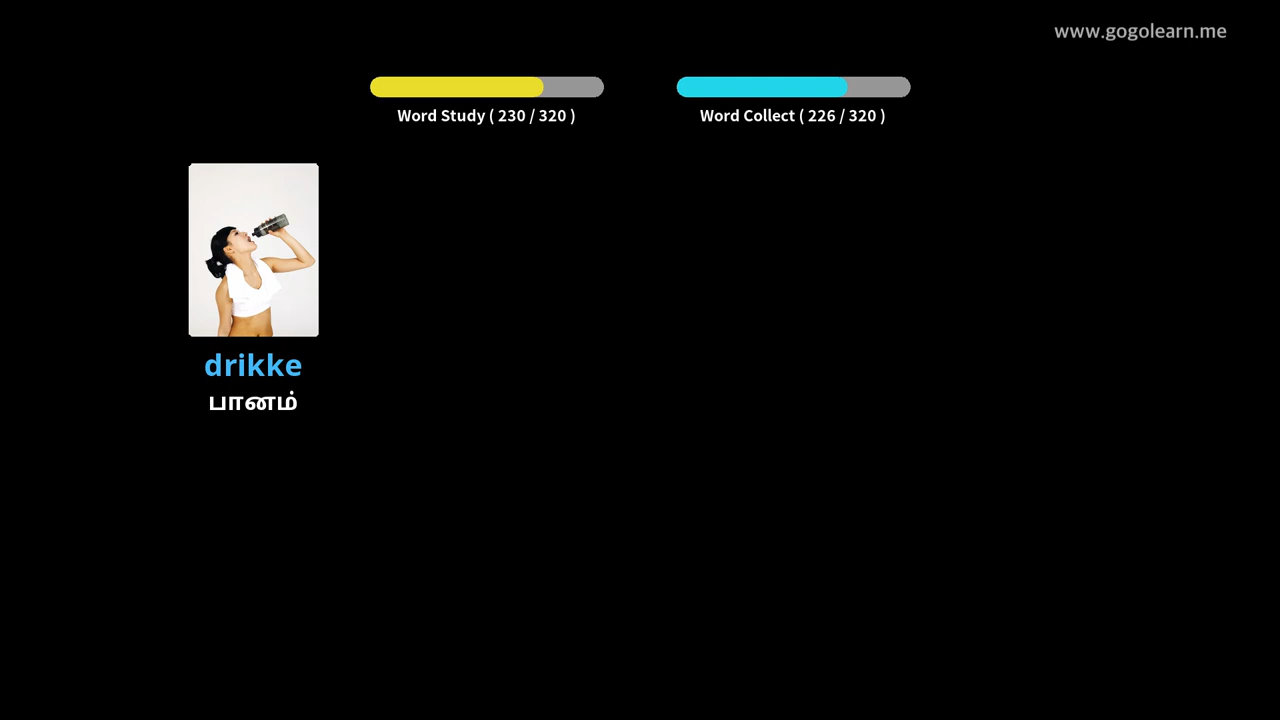 www.gogolearn.me
Word Study ( 230 / 320 )
Word Collect ( 226 / 320 )
drikke
பானம்